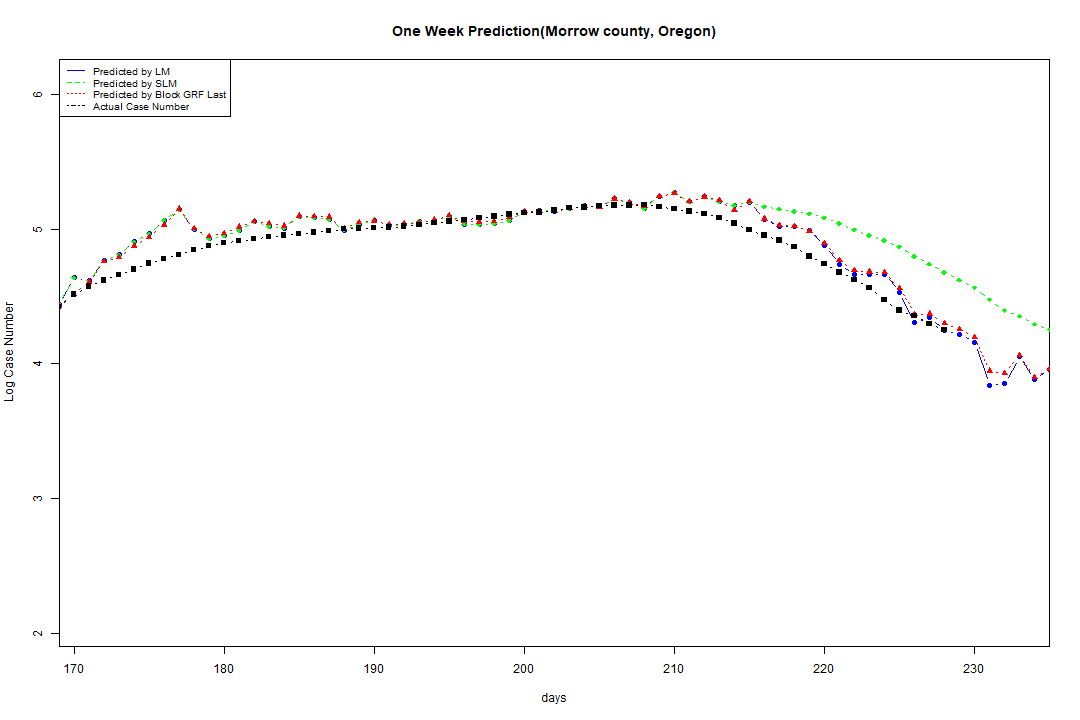 One Week Prediction(Morrow county, Oregon)
Predicted by LM
Predicted by SLM
Predicted by Block GRF Last
Actual Case Number
6
5
4
3
2
Log Case Number
170 180 190 200 210 220 230
days